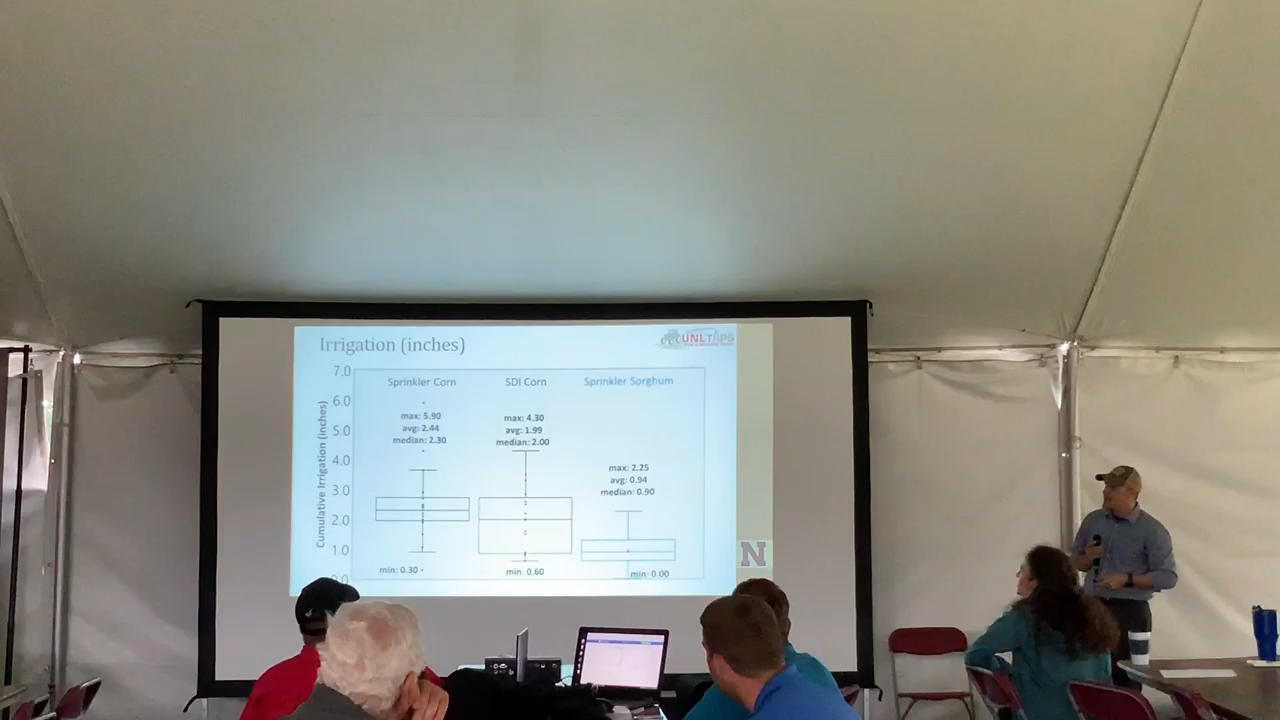 Irrigation (inches)
UNLTAPS
7.0
Sprinkler Corn
SDI Corn
Sprinkler Sorghum
6.0
max: 5.90
avg: 2.44
median: 2.30
max: 4.30
avg: 1.99
median: 2.00
5.0
4.0
max: 2.25
avg: 0.94
median: 0.90
3.0
2.0
1.0
0.0
Cumulative Irrigation (inches)
min: 0.30
min: 0.60
min: 0.00
N